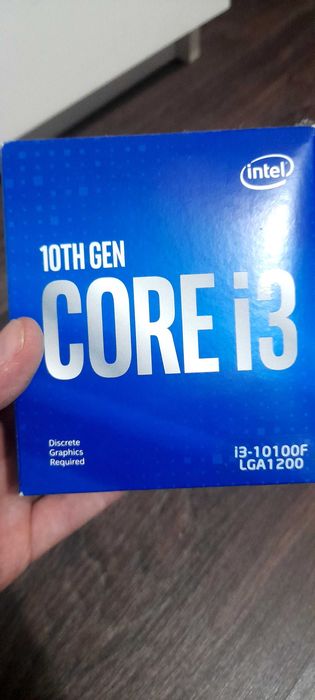 intel
10TH GEN
CORE i3
Discrete
Graphics
Required
i3-10100F
LGA1200